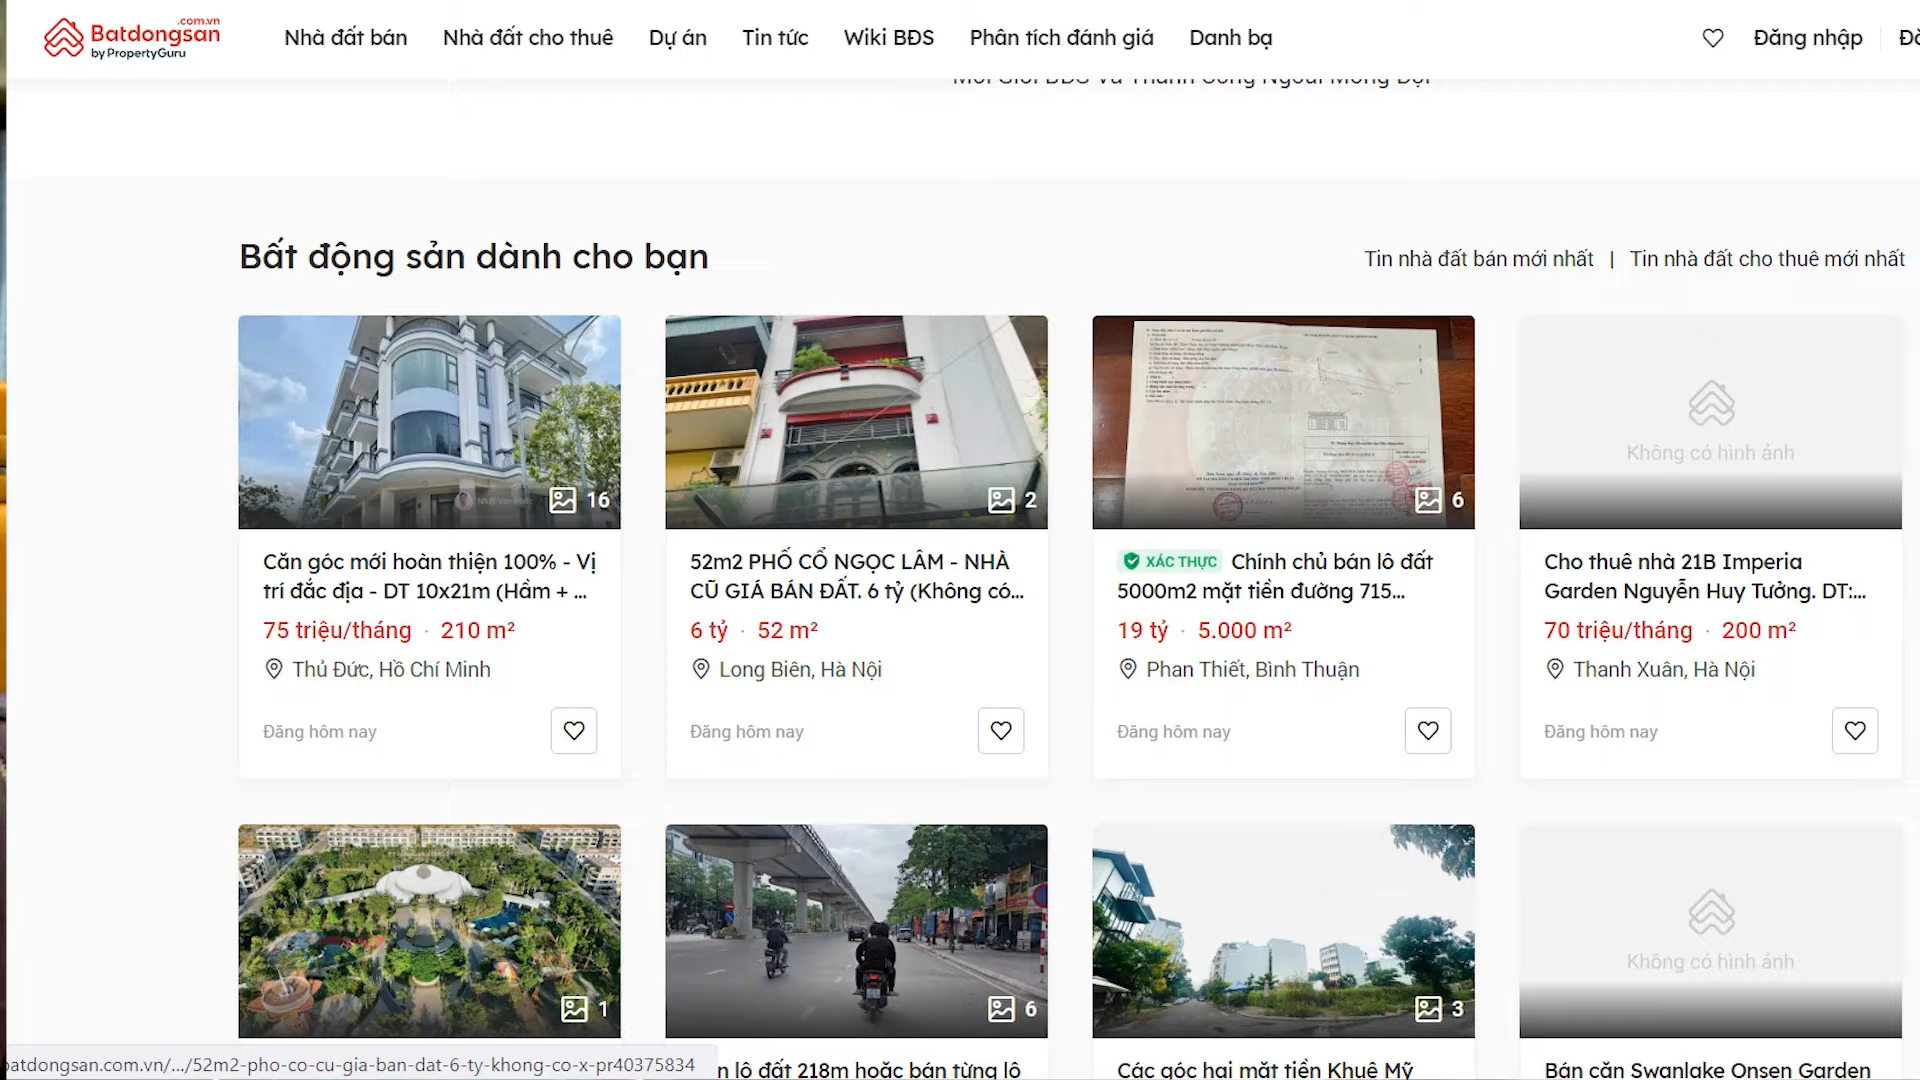 Batdongsan
.com.vn
by PropertyGuru
Nhà đất bán
Nhà đất cho thuê
Dự án
Tin tức
Wiki BĐS
Phân tích đánh giá
Danh bạ
Đăng nhập
Bất động sản dành cho bạn
Tin nhà đất bán mới nhất | Tin nhà đất cho thuê mới nhất
16
2
6
Không có hình ảnh
Căn góc mới hoàn thiện 100% - Vị
trí đắc địa - DT 10x21m (Hầm + ...
75 triệu/tháng · 210 m²
Thủ Đức, Hồ Chí Minh
Đăng hôm nay
52m2 PHỐ CỔ NGỌC LÂM - NHÀ
CŨ GIÁ BÁN ĐẤT. 6 tỷ (Không có...
6 tỷ · 52 m²
Long Biên, Hà Nội
Đăng hôm nay
XÁC THỰC Chính chủ bán lô đất
5000m2 mặt tiền đường 715...
19 tỷ · 5.000 m²
Phan Thiết, Bình Thuận
Đăng hôm nay
Cho thuê nhà 21B Imperia
Garden Nguyễn Huy Tưởng. DT:...
70 triệu/tháng · 200 m²
Thanh Xuân, Hà Nội
Đăng hôm nay
1
6
3
Không có hình ảnh
batdongsan.com.vn/.../52m2-pho-co-cu-gia-ban-dat-6-ty-khong-co-x-pr40375834
lô đất 218m hoặc bán từng lô
Các góc hai mặt tiền Khuê Mỹ
Bán căn Swanlake Onsen Garden